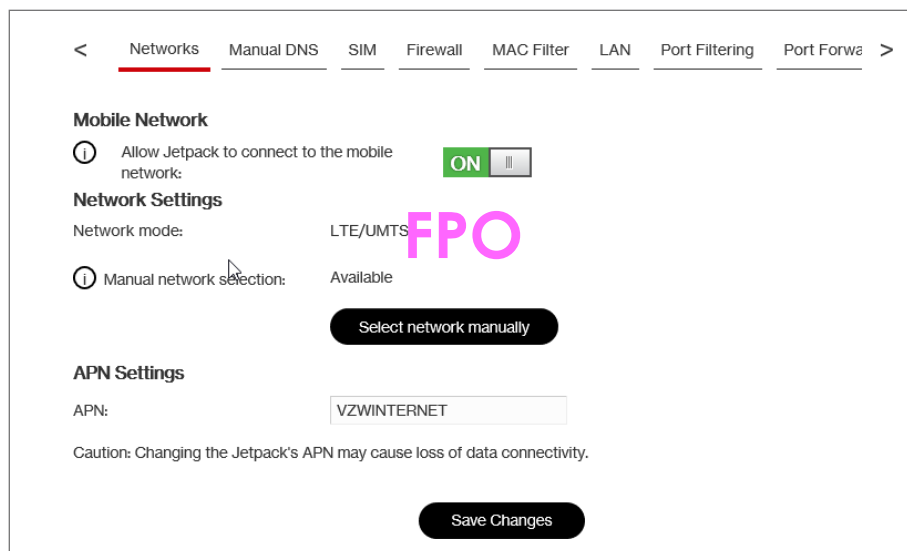 < Networks Manual DNS SIM Firewall MAC Filter LAN Port Filtering Port Forwa >
Mobile Network
i Allow Jetpack to connect to the mobile
network:
ON
Network Settings
Network mode: LTE/UMTS
FPO
i Manual network selection: Available
Select network manually
APN Settings
APN: VZWINTERNET
Caution: Changing the Jetpack's APN may cause loss of data connectivity.
Save Changes